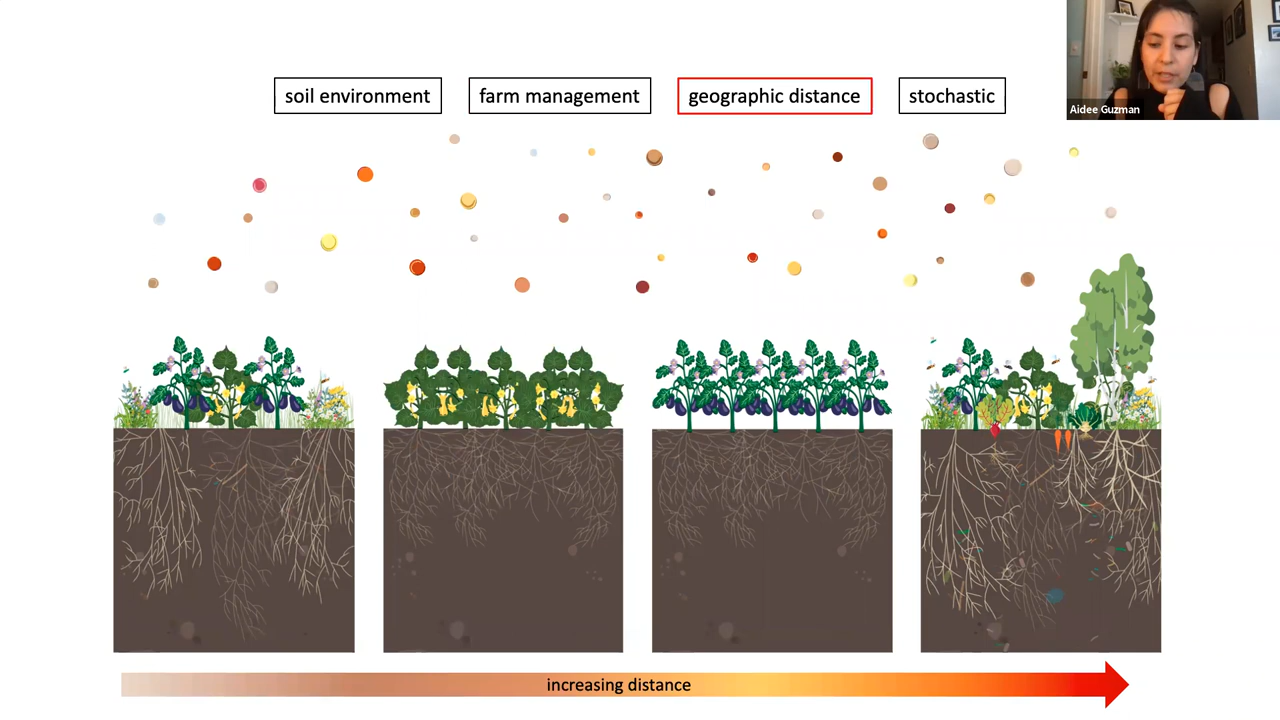 soil environment
farm management
geographic distance
stochastic
Aidee Guzman
increasing distance